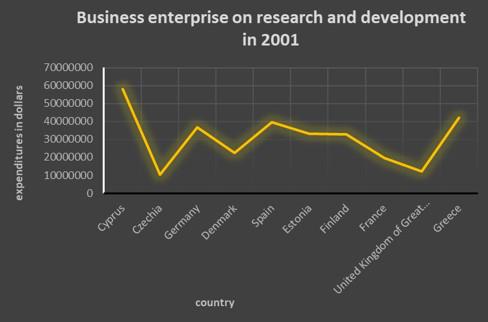 Business enterprise on research and development
in 2001
expenditures in dollars
70000000
60000000
50000000
40000000
30000000
20000000
10000000
0
Cyprus
Czechia
Germany
Denmark
Spain
Estonia
Finland
France
United Kingdom of Great...
Greece
country